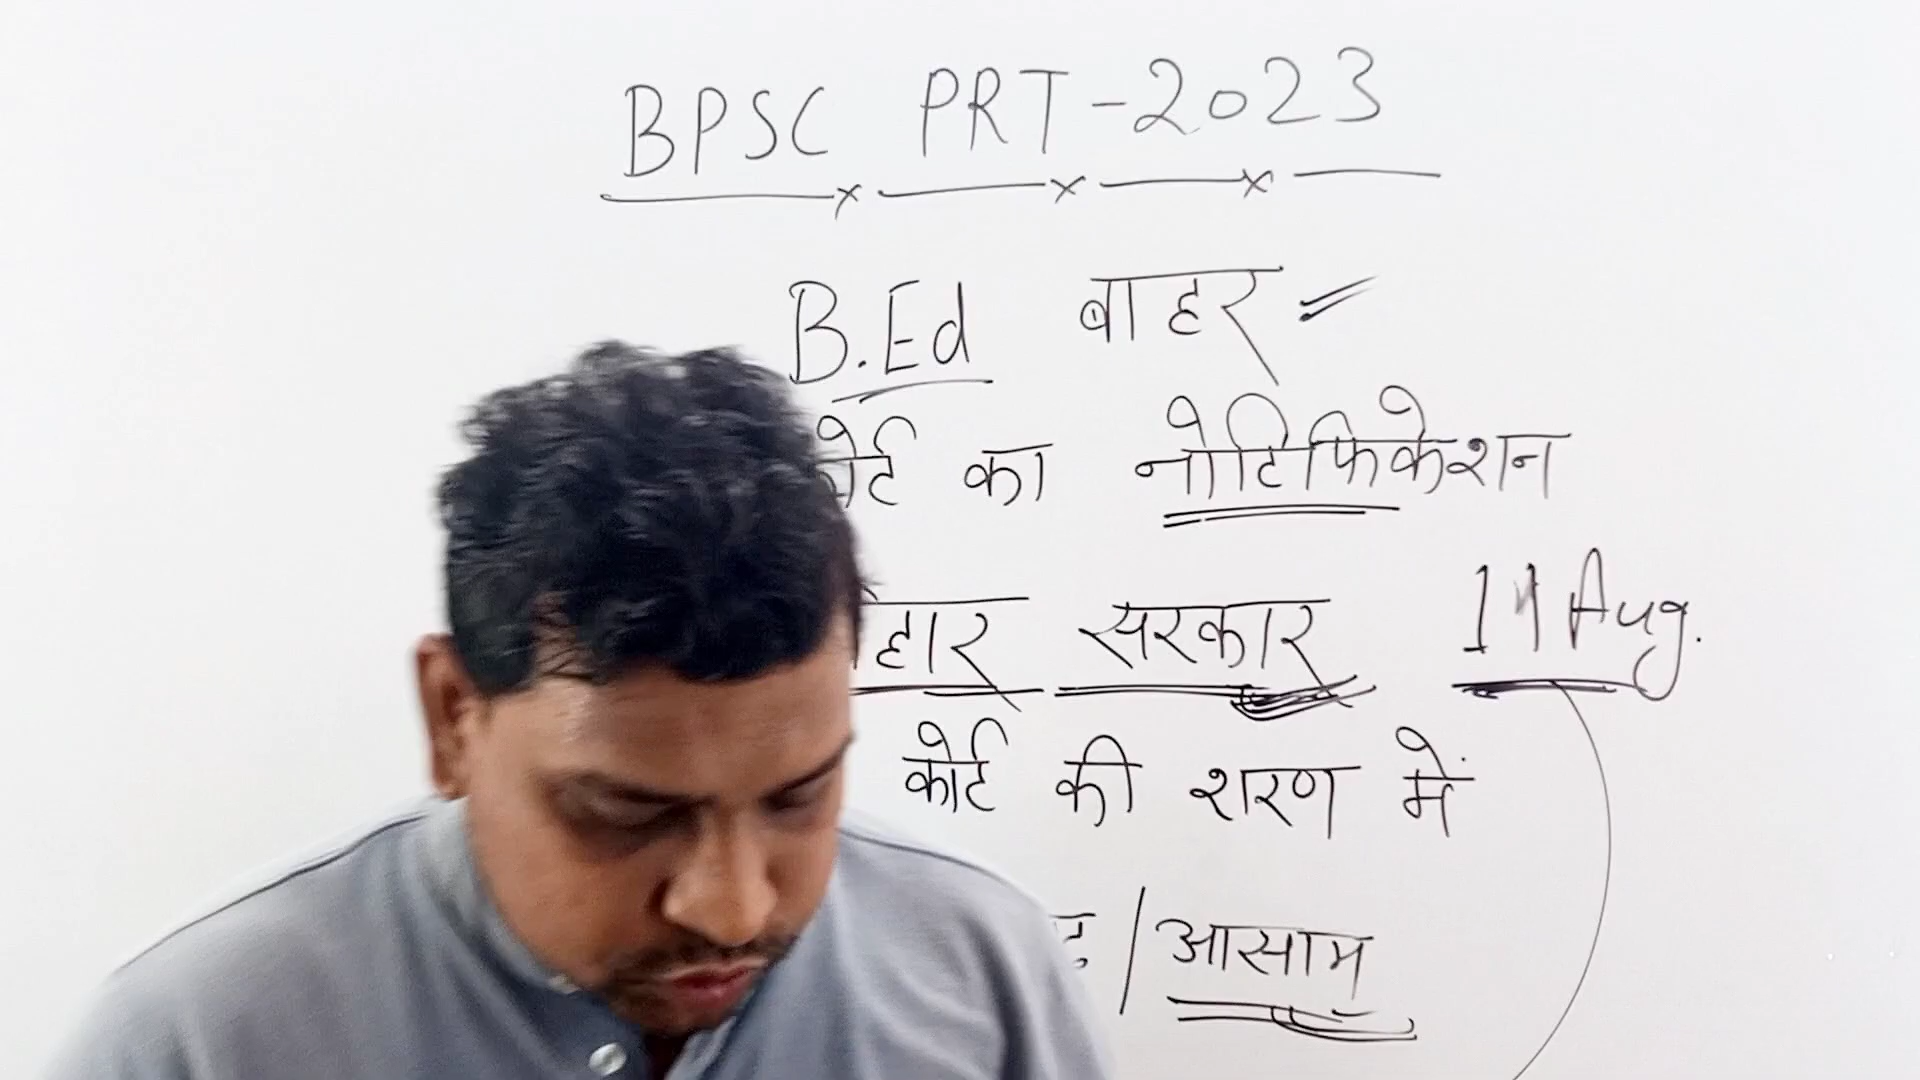 BPSC PRT-2023
B.Ed बाहर
का नोटिफिकेशन
सरकार 11 Aug.
कोर्ट की शरण में
/ आसाम